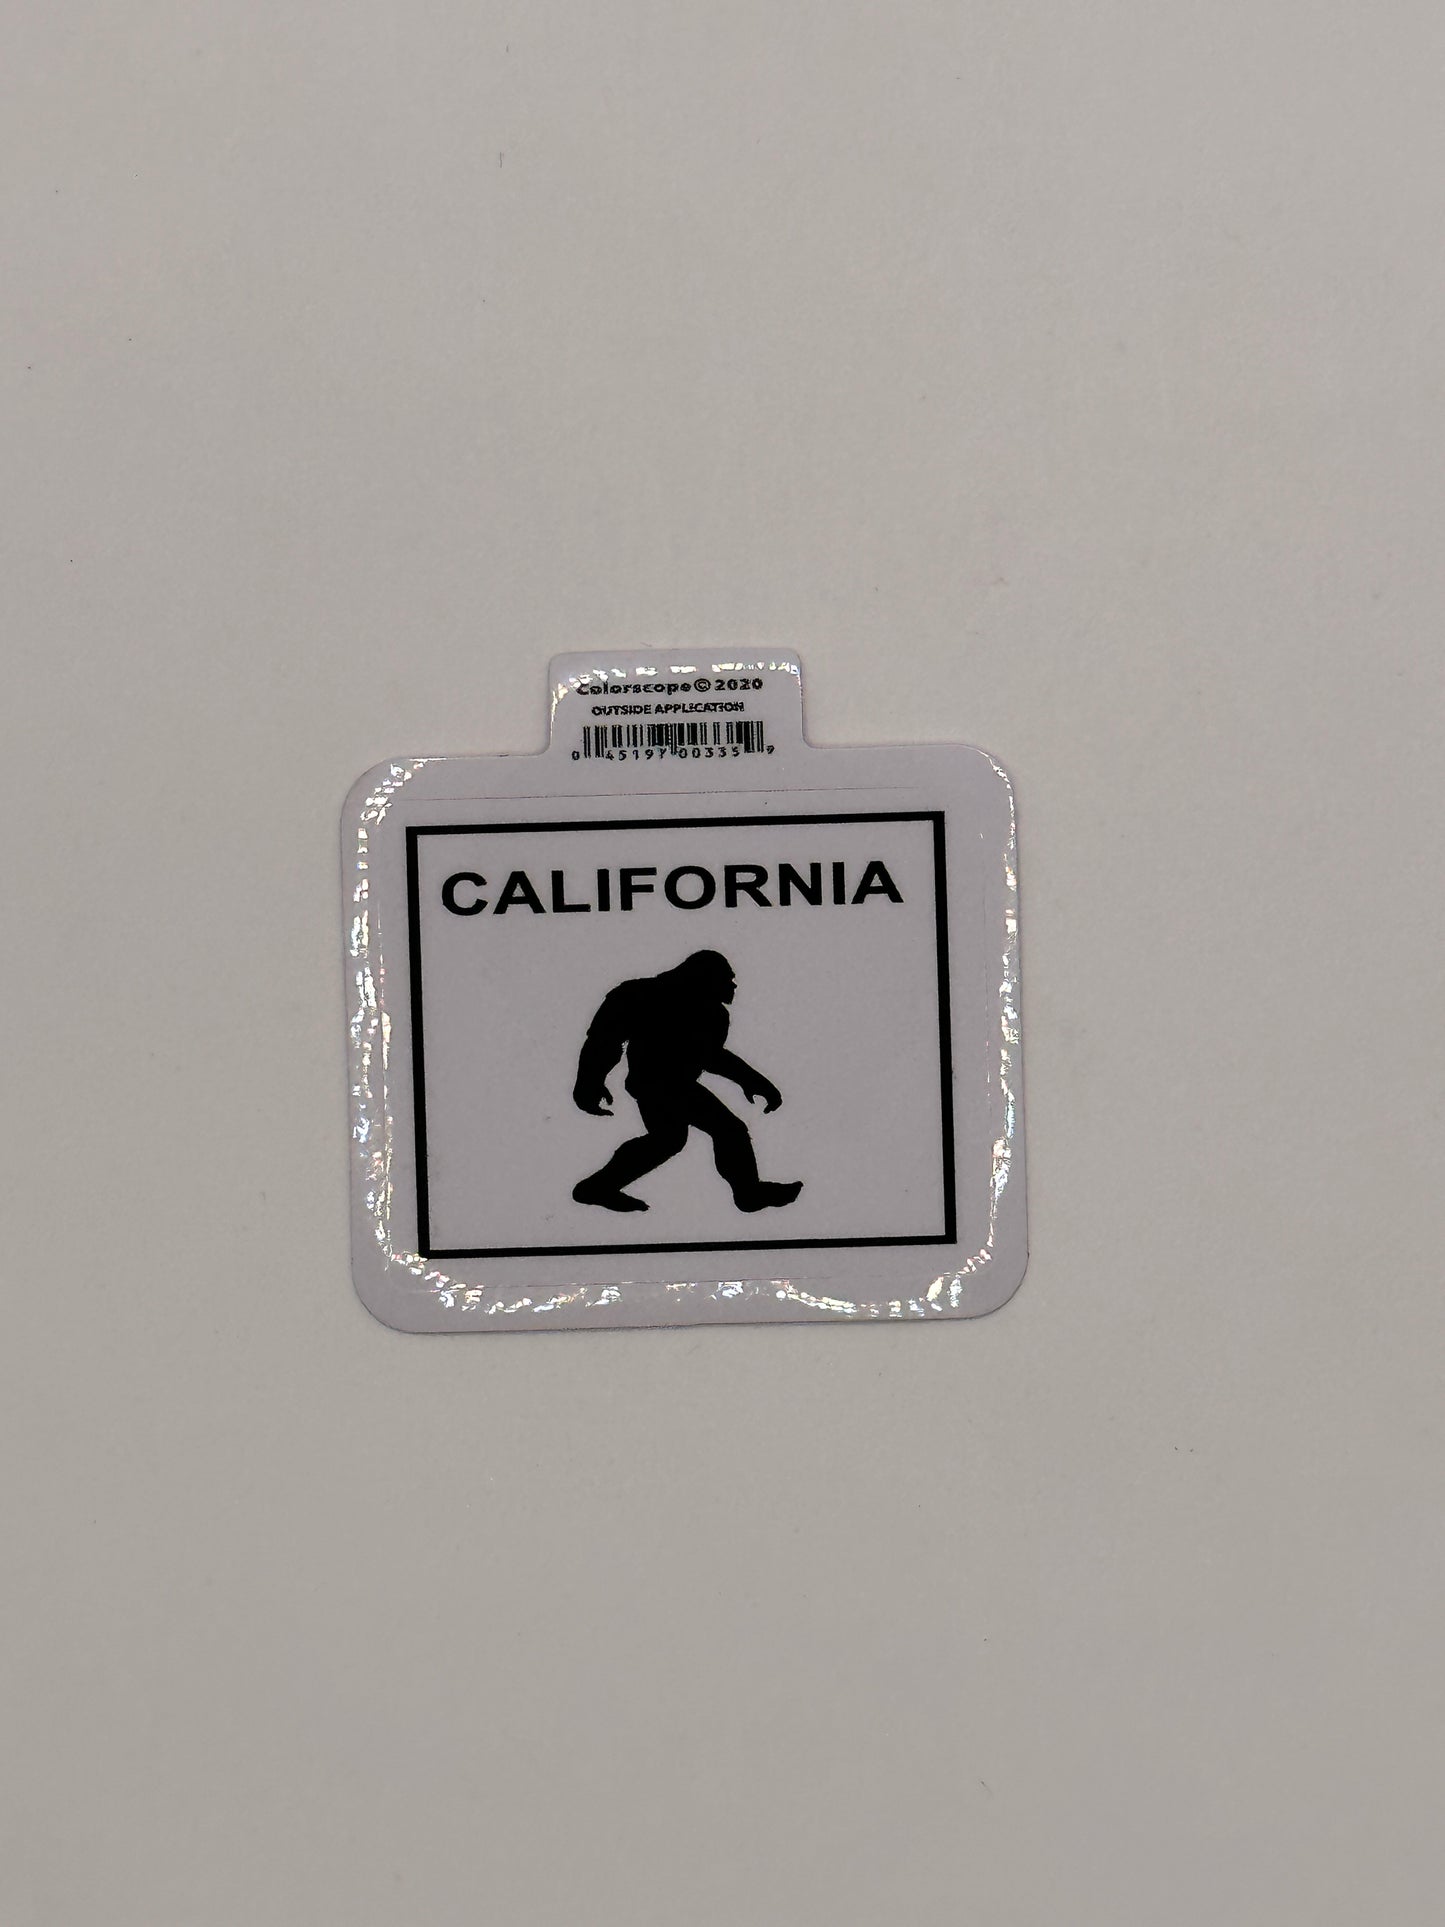 Colorscope©2020
OUTSIDE APPLICATION
0 45197 00335 9
CALIFORNIA